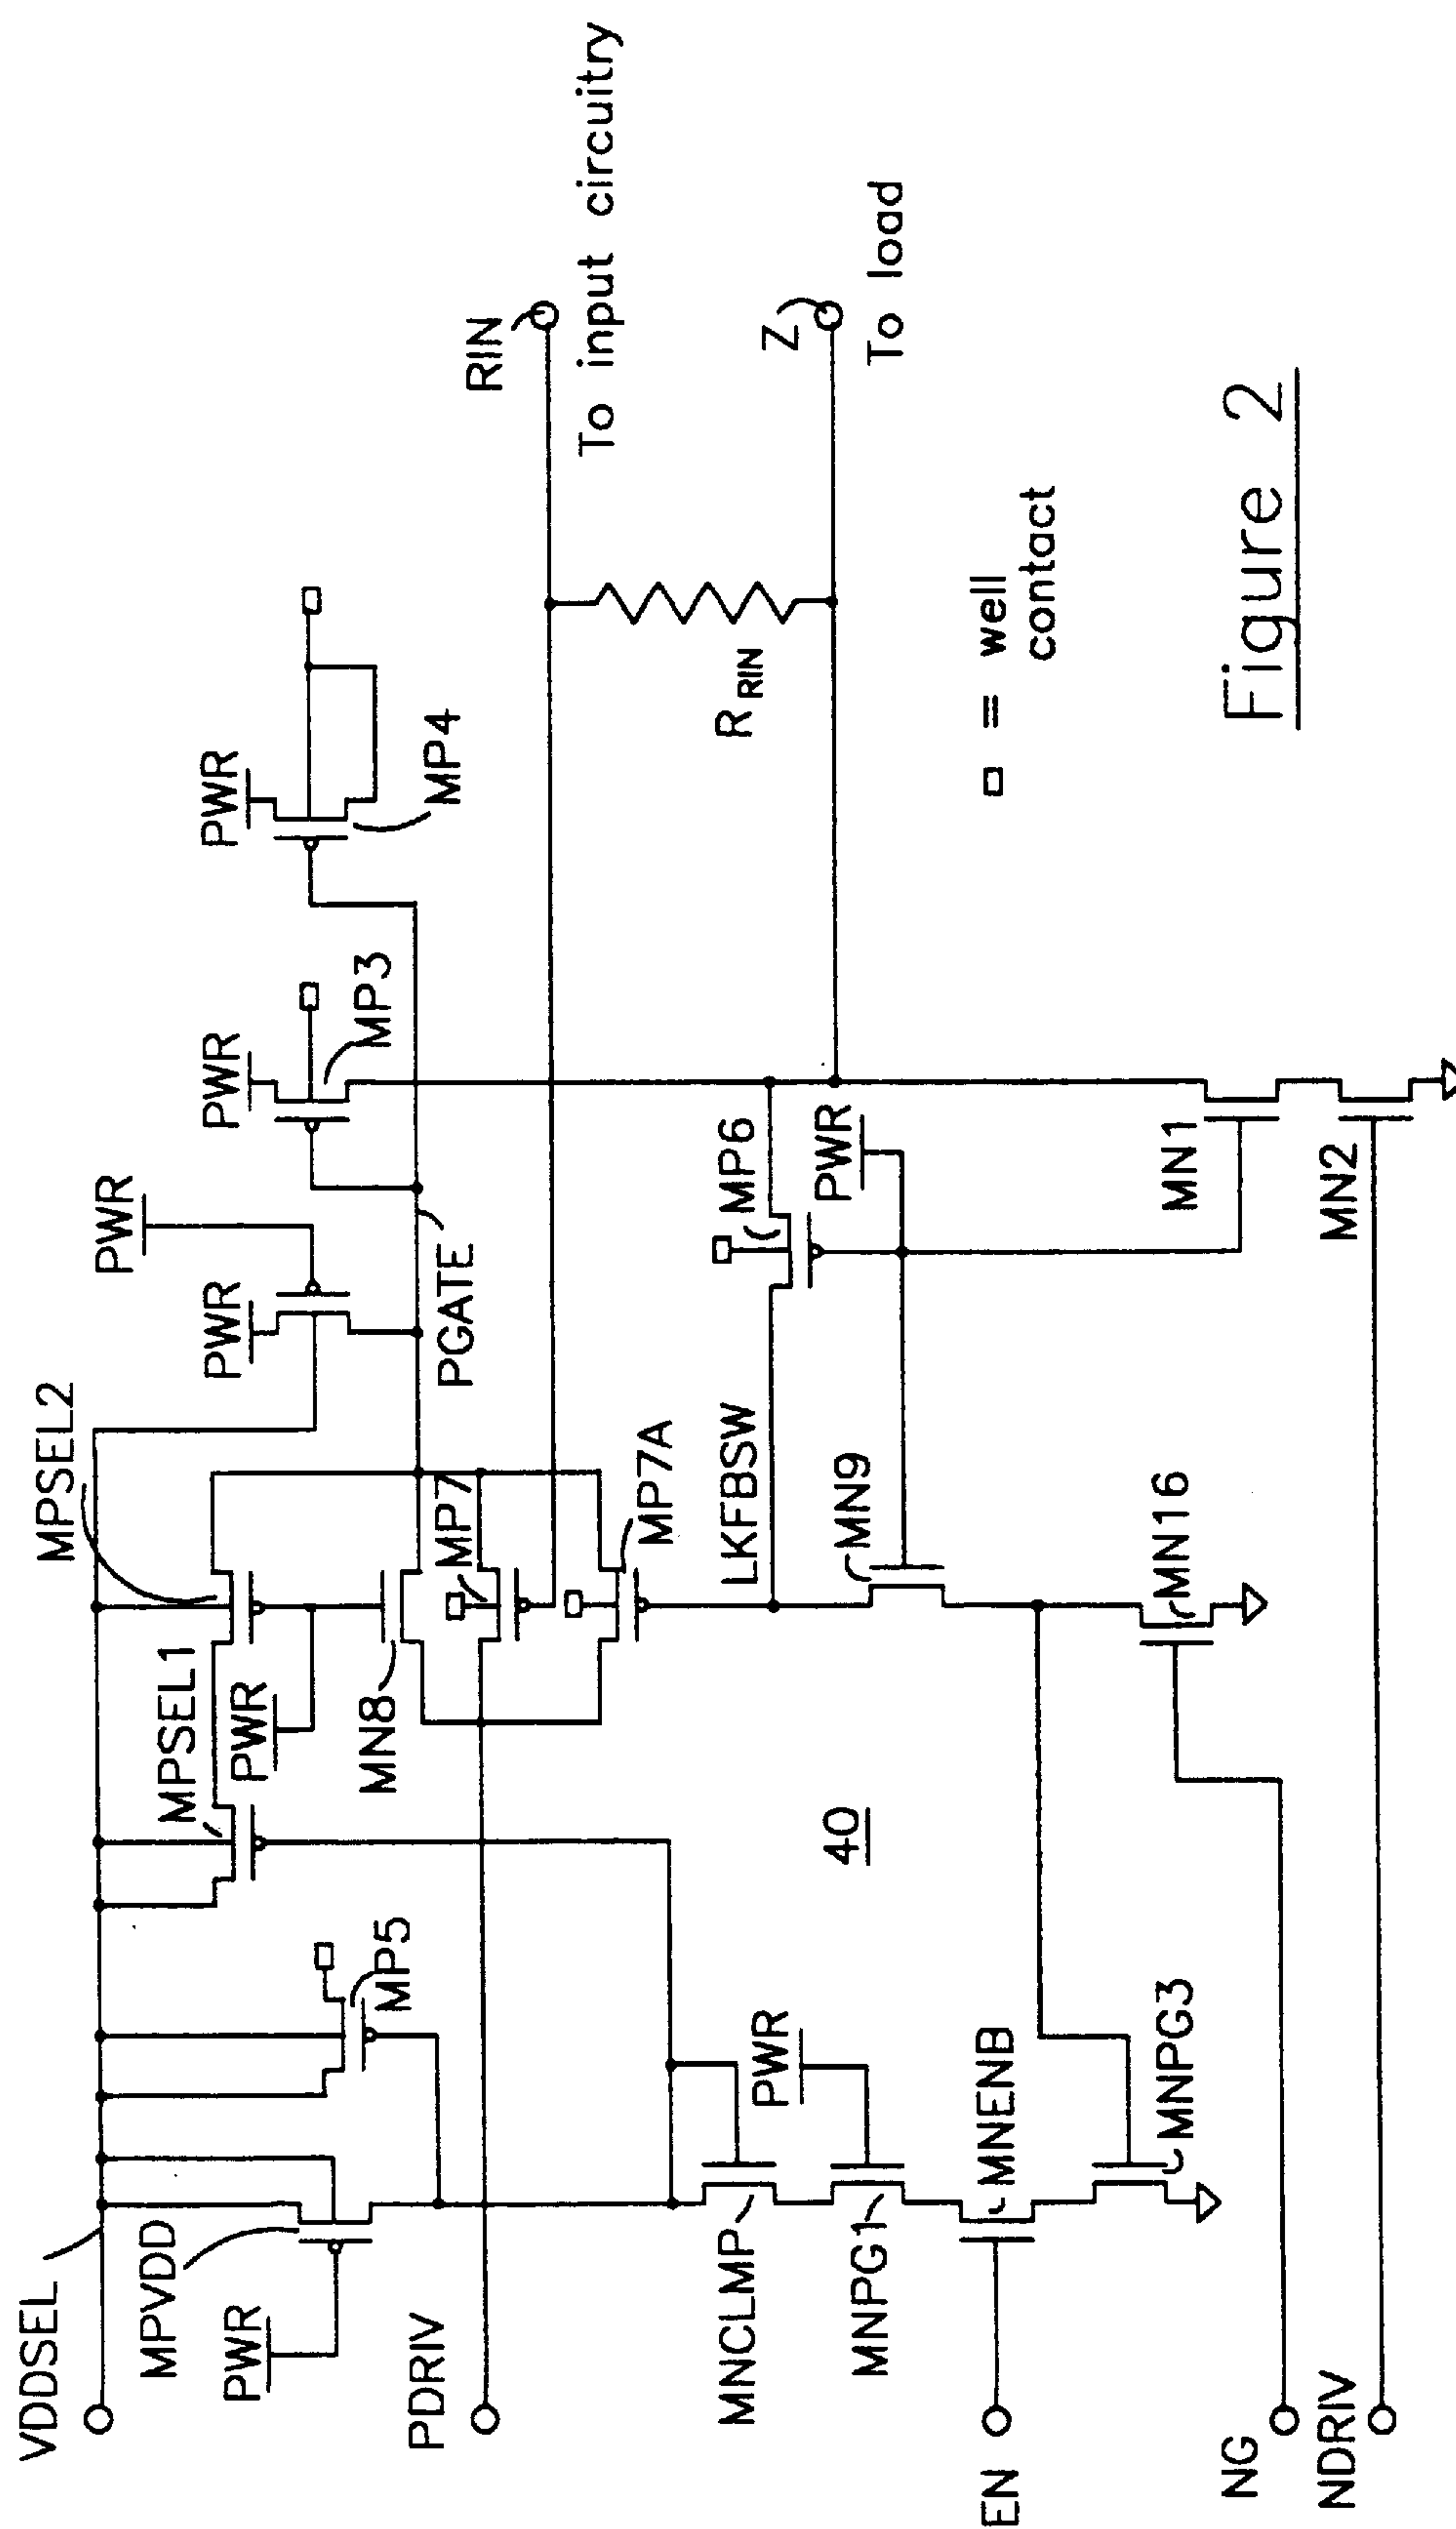 VDDSEL
MPVDD
PWR
MP5
MPSEL1
MPSEL2
PWR
PWR
PWR
PWR
MP3
PWR
MP4
PDRIV
MN8
MP7
PGATE
MP7A
RIN
To input circuitry
R RIN
Z
To load
LKFBSW
MP6
PWR
MN9
40
MNCLMP
PWR
MNPG1
MNENB
MNPG3
MN16
MN1
MN2
EN
NG
NDRIV
= well
contact
Figure 2